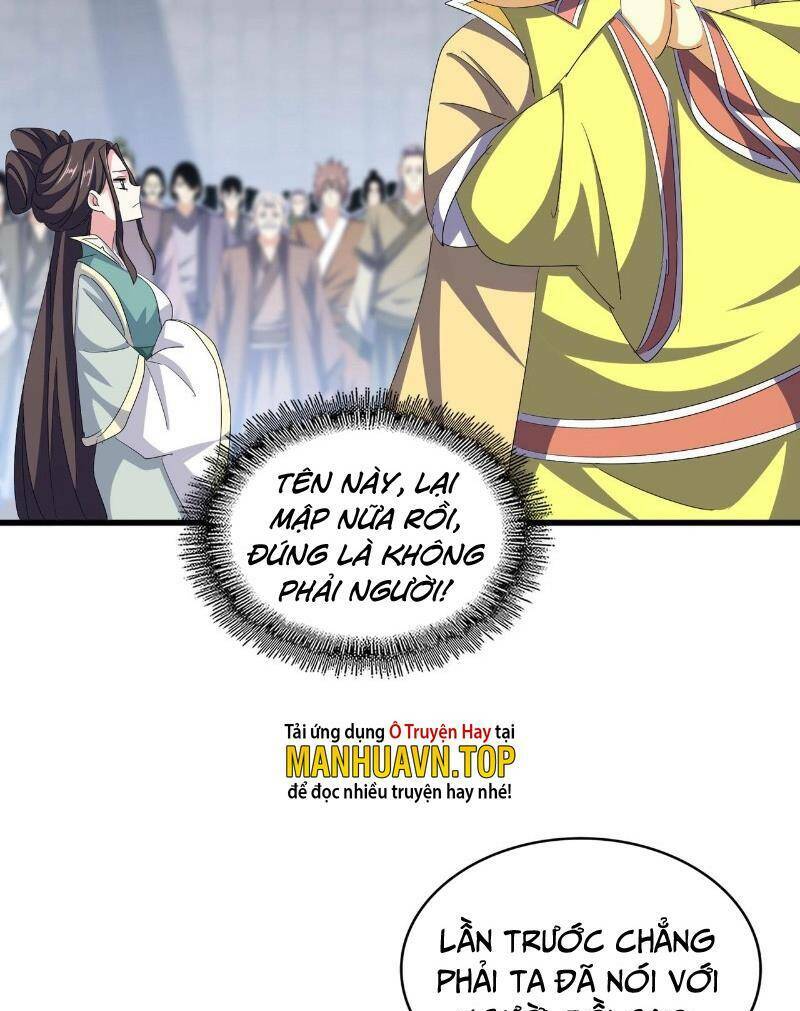 TÊN NÀY, LẠI
MẬP NỮA RỒI,
ĐÚNG LÀ KHÔNG
PHẢI NGƯỜI!
Tải ứng dụng Ô Truyện Hay tại
MANHUAVN.TOP
để đọc nhiều truyện hay nhé!
LẦN TRƯỚC CHẲNG
PHẢI TA ĐÃ NÓI VỚI